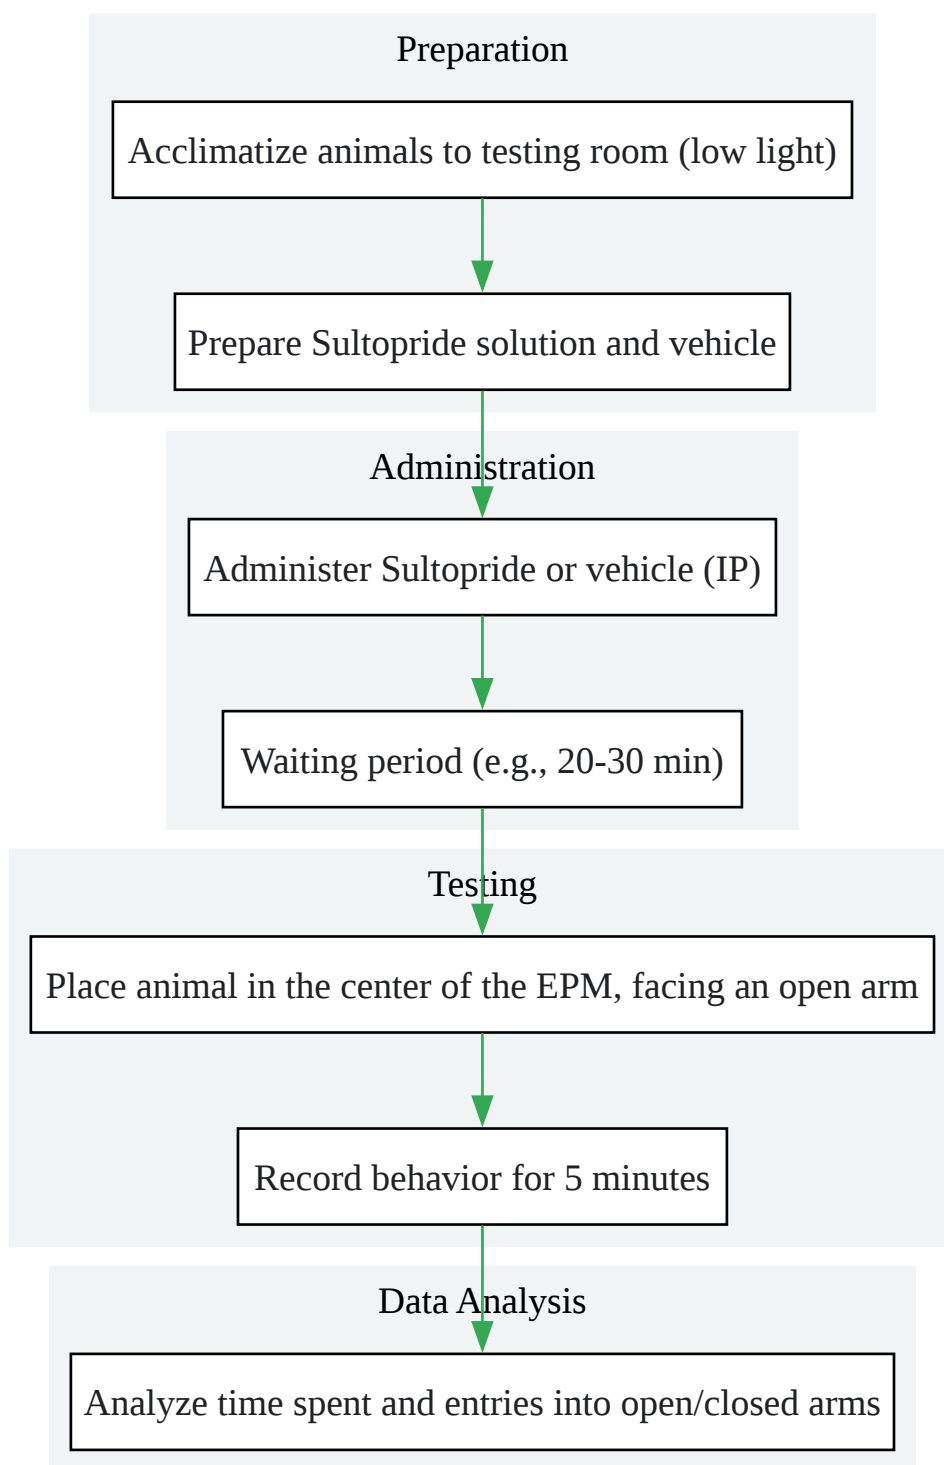 Preparation
Acclimatize animals to testing room (low light)
Prepare Sultopride solution and vehicle
Administration
Administer Sultopride or vehicle (IP)
Waiting period (e.g., 20-30 min)
Testing
Place animal in the center of the EPM, facing an open arm
Record behavior for 5 minutes
Data Analysis
Analyze time spent and entries into open/closed arms